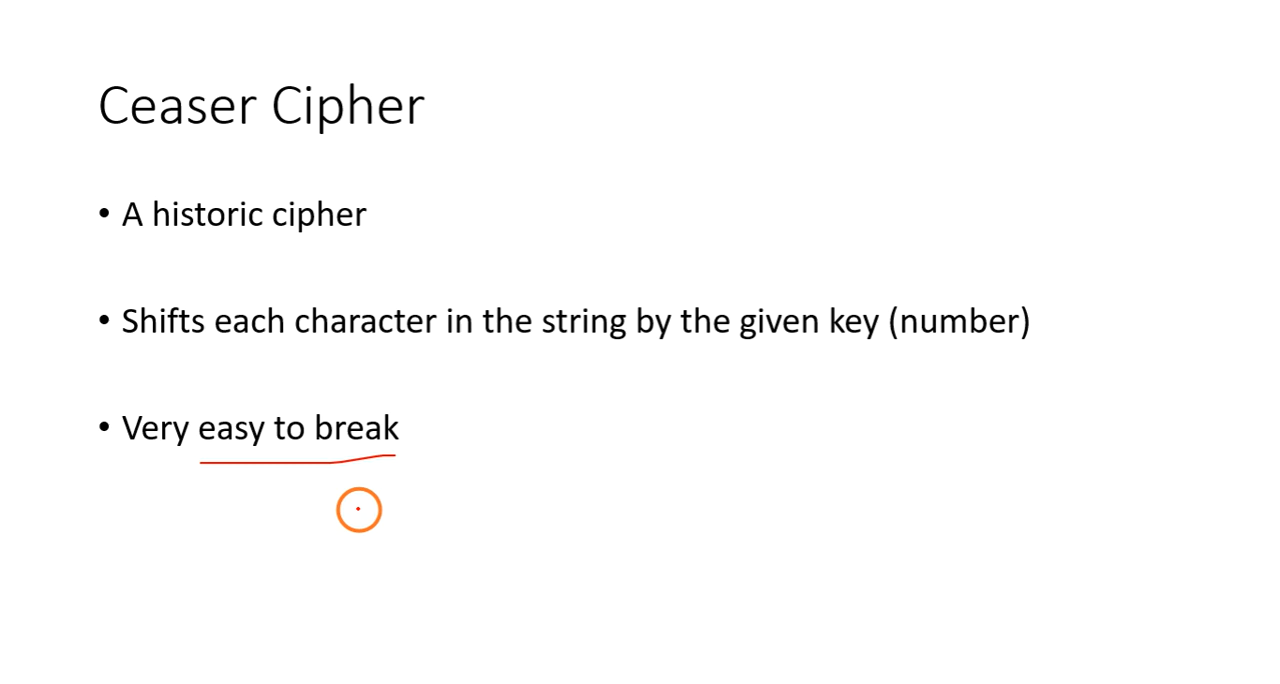 Ceaser Cipher
• A historic cipher
• Shifts each character in the string by the given key (number)
• Very easy to break